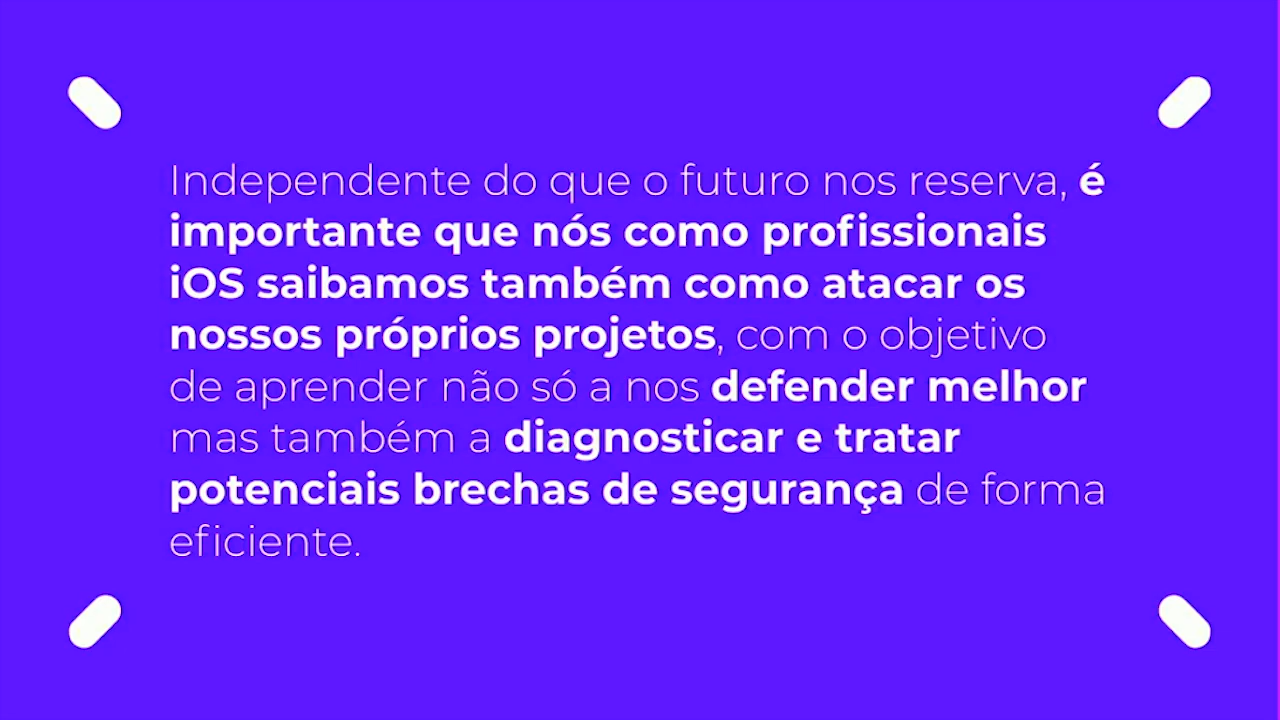 Independente do que o futuro nos reserva, é
importante que nós como profissionais
iOS saibamos também como atacar os
nossos próprios projetos, com o objetivo
de aprender não só a nos defender melhor
mas também a diagnosticar e tratar
potenciais brechas de segurança de forma
eficiente.